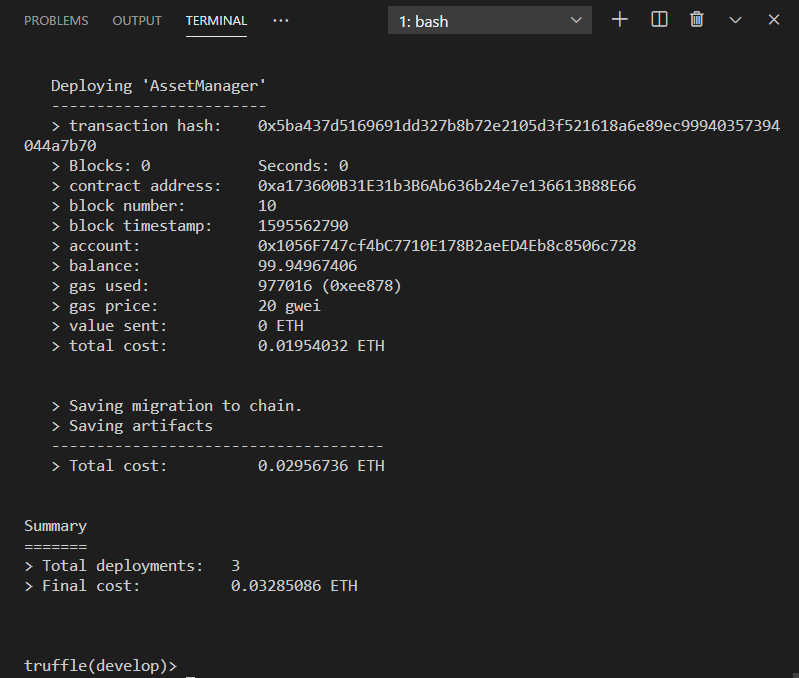 PROBLEMS OUTPUT TERMINAL ··· 1: bash
Deploying 'AssetManager'
------------------------
> transaction hash: 0x5ba437d5169691dd327b8b72e2105d3f521618a6e89ec99940357394
044a7b70
> Blocks: 0 Seconds: 0
> contract address: 0xa173600B31E31b3B6Ab636b24e7e136613B88E66
> block number: 10
> block timestamp: 1595562790
> account: 0x1056F747cf4bC7710E178B2aeED4Eb8c8506c728
> balance: 99.94967406
> gas used: 977016 (0xee878)
> gas price: 20 gwei
> value sent: 0 ETH
> total cost: 0.01954032 ETH
> Saving migration to chain.
> Saving artifacts
-------------------------------------
> Total cost: 0.02956736 ETH
Summary
=======
> Total deployments: 3
> Final cost: 0.03285086 ETH
truffle(develop)>